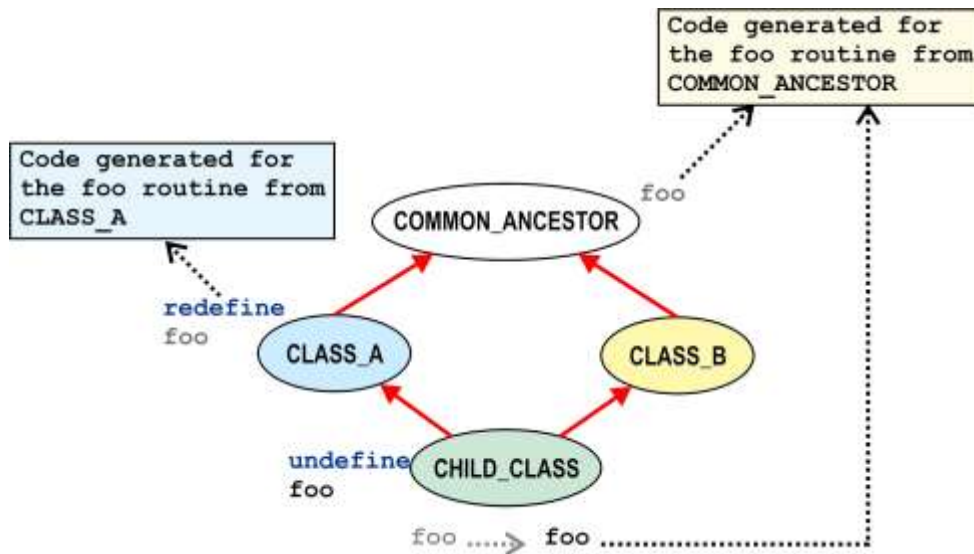 Code generated for
the foo routine from
COMMON_ANCESTOR
Code generated for
the foo routine from
CLASS_A
foo
COMMON_ANCESTOR
redefine
foo
CLASS_A
CLASS_B
undefine
foo
CHILD_CLASS
foo foo